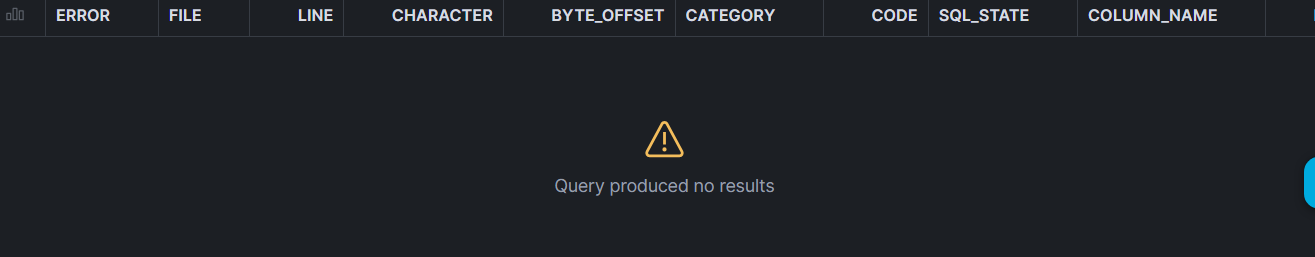 ERROR FILE LINE CHARACTER BYTE_OFFSET CATEGORY CODE SQL_STATE COLUMN_NAME
Query produced no results